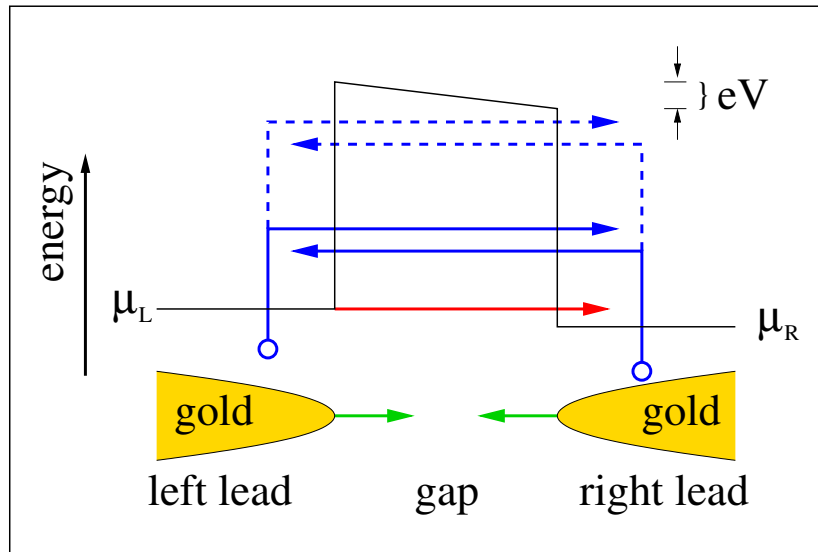 } eV
energy
μL
μR
gold
gold
left lead
gap
right lead